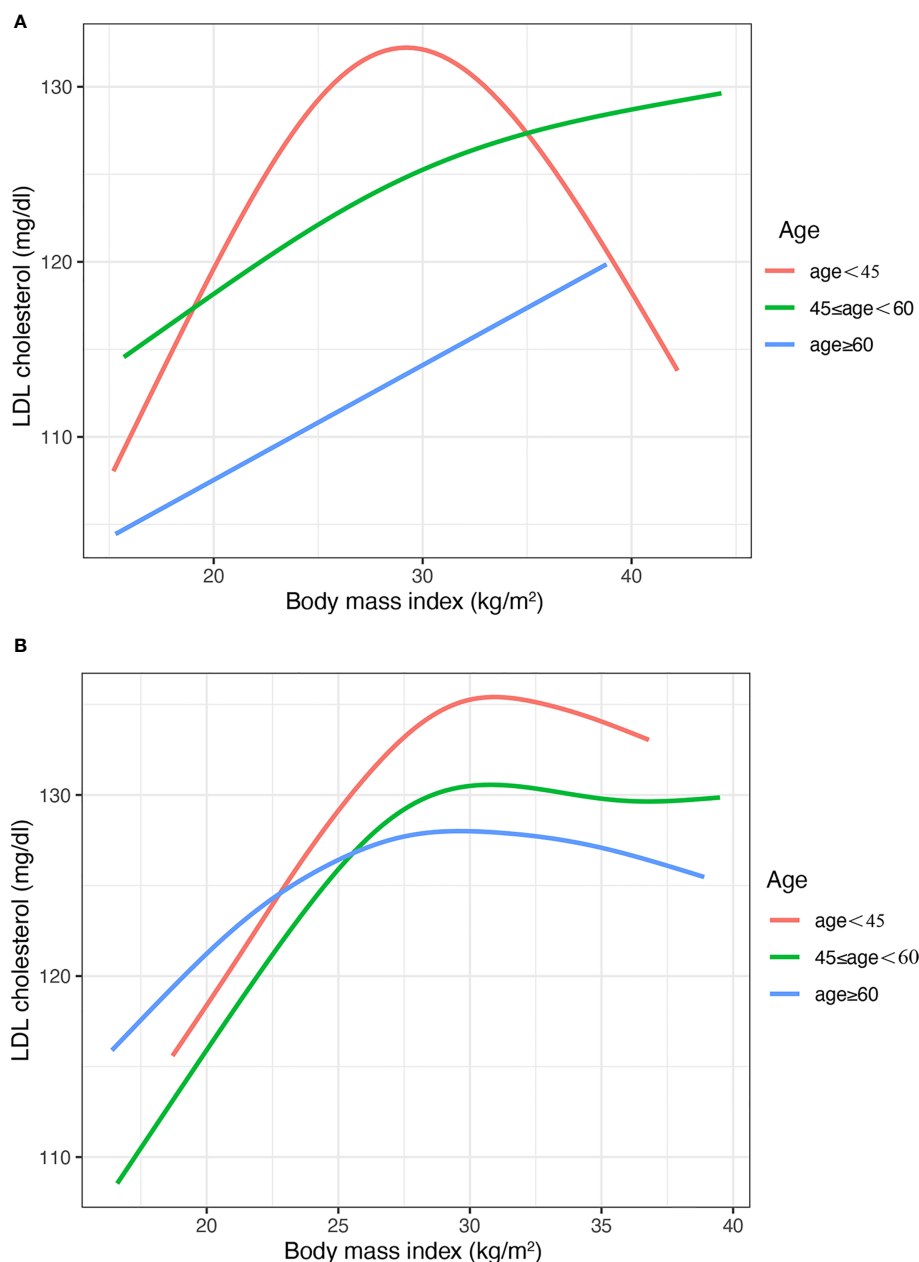 A
LDL cholesterol (mg/dl)
130
120
110
20 30 40
Body mass index (kg/m²)
Age
age<45
45≤age<60
age≥60
B
LDL cholesterol (mg/dl)
130
120
110
20 25 30 35 40
Body mass index (kg/m²)
Age
age<45
45≤age<60
age≥60